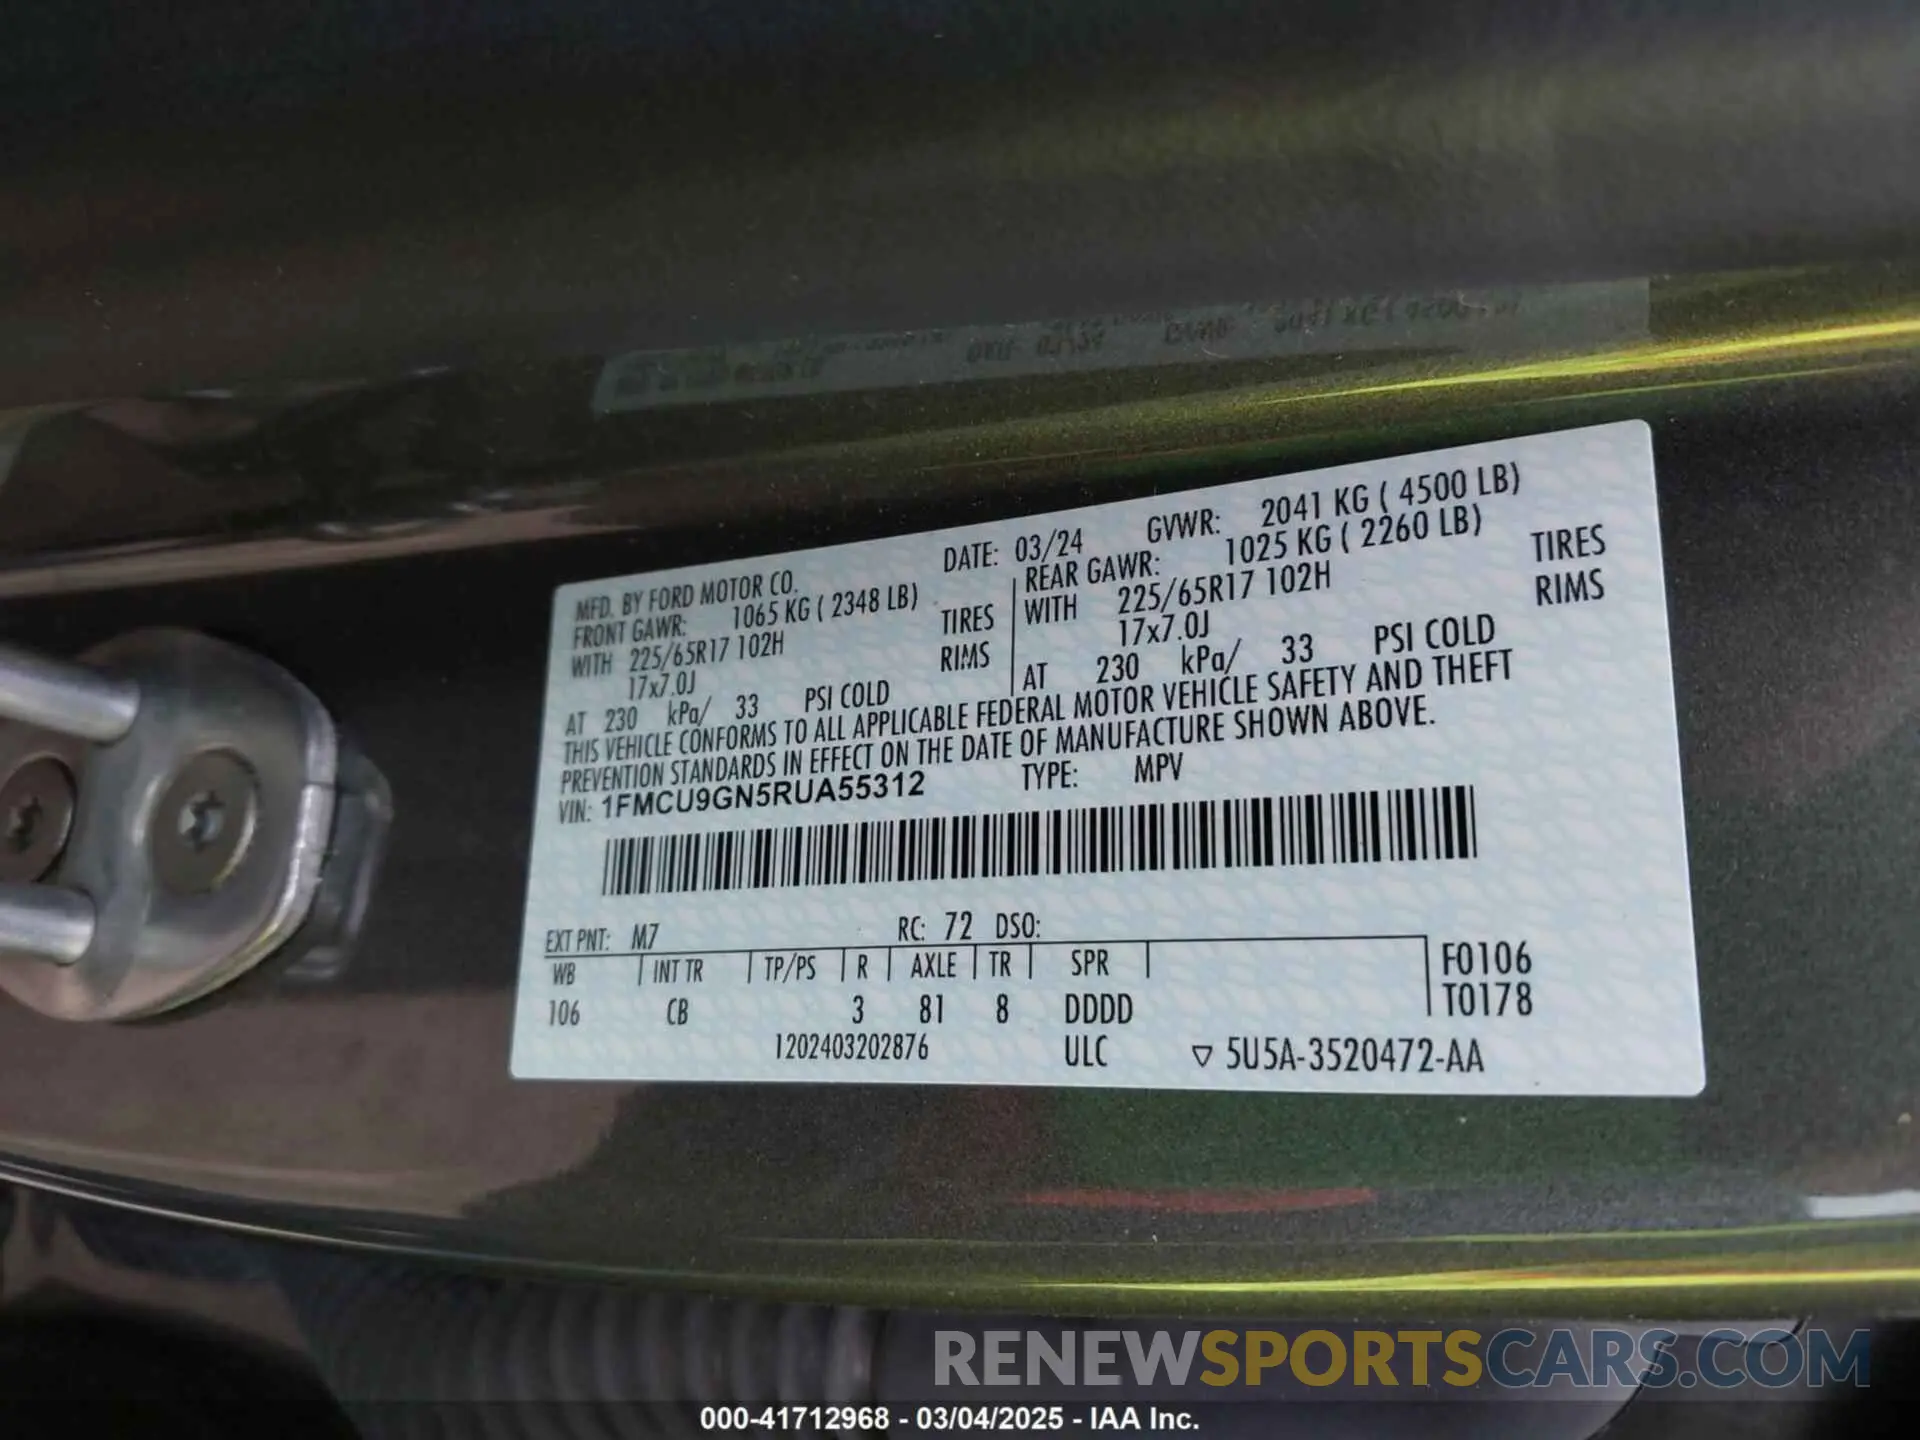 MFD. BY FORD MOTOR CO.
DATE: 03/24 GVWR: 2041 KG ( 4500 LB)
FRONT GAWR: 1065 KG ( 2348 LB)
WITH 225/65R17 102H TIRES
17x7.0J RIMS
AT 230 kPa/ 33 PSI COLD
REAR GAWR: 1025 KG ( 2260 LB)
WITH 225/65R17 102H TIRES
17x7.0J RIMS
AT 230 kPa/ 33 PSI COLD
THIS VEHICLE CONFORMS TO ALL APPLICABLE FEDERAL MOTOR VEHICLE SAFETY AND THEFT
PREVENTION STANDARDS IN EFFECT ON THE DATE OF MANUFACTURE SHOWN ABOVE.
VIN: 1FMCU9GN5RUA55312 TYPE: MPV
EXT PNT: M7 RC: 72 DSO:
WB INT TR TP/PS R AXLE TR SPR F0106
106 CB 3 81 8 DDDD T0178
1202403202876 ULC ▽ 5U5A-3520472-AA
RENEWSPORTSCARS.COM
000-41712968 - 03/04/2025 - IAA Inc.